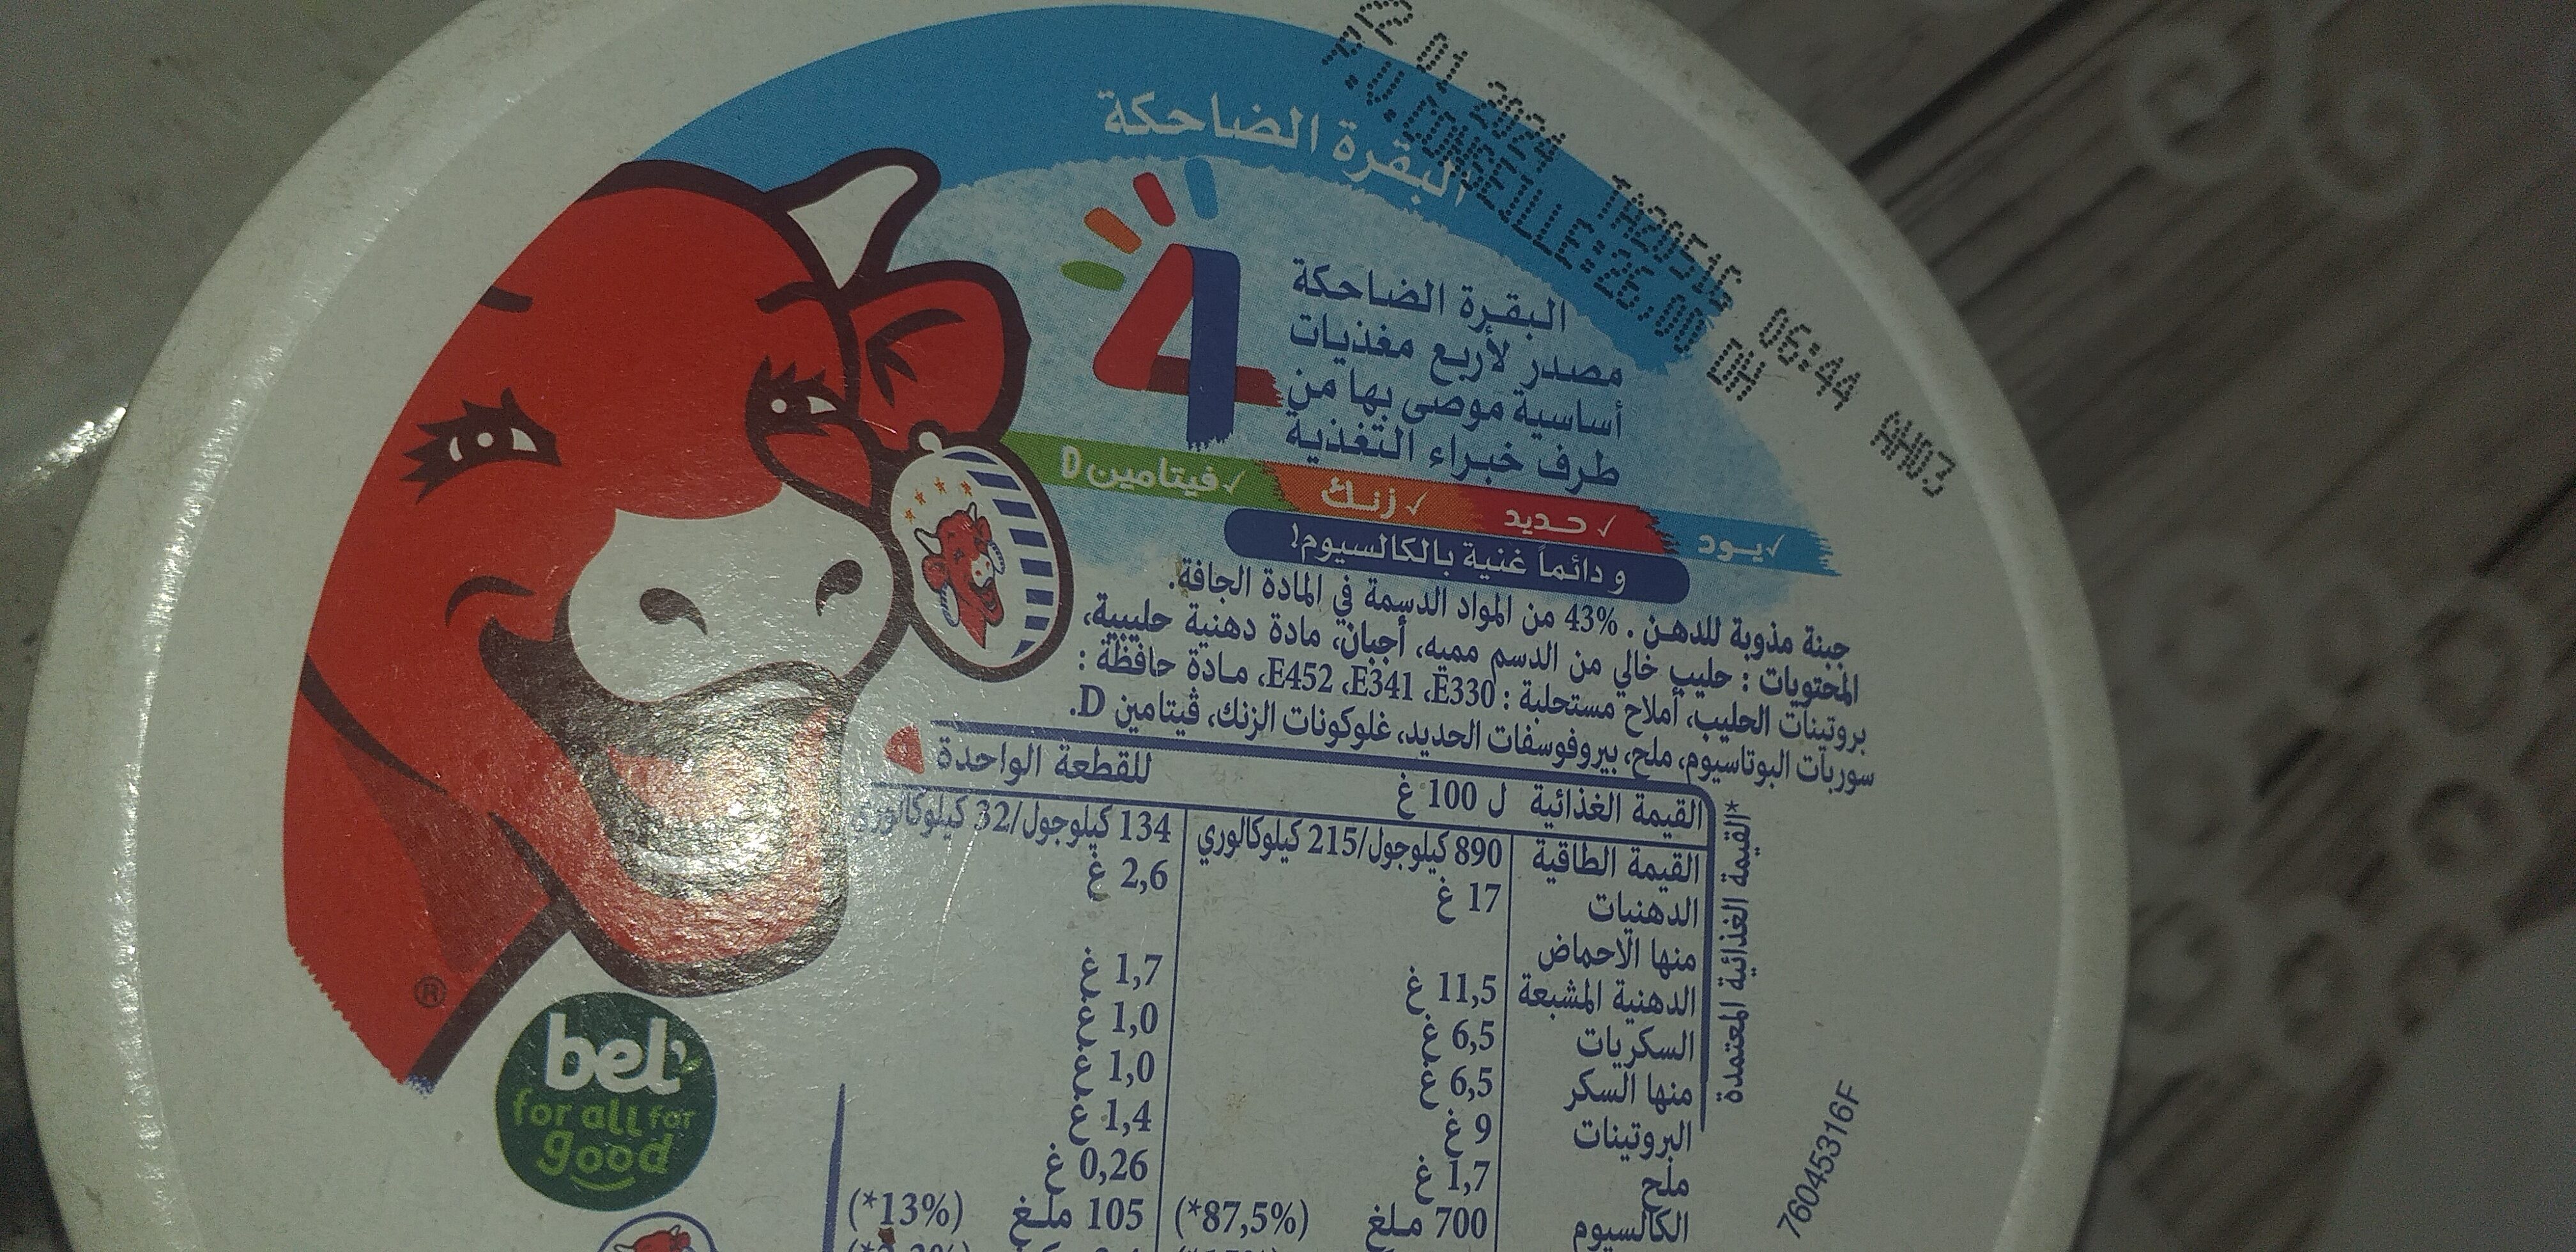 22 01 2024 TA20516 06:44 AH03
P.U.CONSEILLE:26.00 DH
البقرة الضاحكة
4
البقرة الضاحكة
مصدر لأربع مغذيات
أساسية موصى بها من
طرف خبراء التغذية
✓يود ✓حديد ✓زنك ✓فيتامين D
و دائماً غنية بالكالسيوم!
جبنة مذوبة للدهن . 43% من المواد الدسمة في المادة الجافة.
المحتويات : حليب خالي من الدسم مميه، أجبان، مادة دهنية حليبية،
بروتينات الحليب، أملاح مستحلبة : E330، E341، E452، مادة حافظة :
سوربات البوتاسيوم، ملح، بيروفوسفات الحديد، غلوكونات الزنك، ڤيتامين D.
القيمة الغذائية ل 100 غ للقطعة الواحدة
القيمة الطاقية 890 كيلوجول/215 كيلوكالوري 134 كيلوجول/32 كيلوكالوري
الدهنيات 17 غ 2,6 غ
منها الاحماض
الدهنية المشبعة 11,5 غ 1,7 غ
السكريات 6,5 غ 1,0 غ
منها السكر 6,5 غ 1,0 غ
البروتينات 9 غ 1,4 غ
ملح 1,7 غ 0,26 غ
الكالسيوم 700 ملغ (87,5%*) 105 ملغ (13%*)
*القيمة الغذائية المعتمدة
76045316F
®
bel
for all for
good